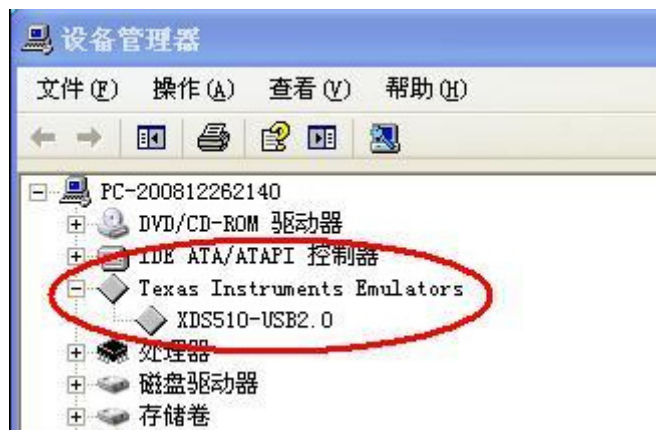 设备管理器
文件(F) 操作(A) 查看(V) 帮助(H)
PC-200812262140
DVD/CD-ROM 驱动器
IDE ATA/ATAPI 控制器
Texas Instruments Emulators
XDS510-USB2.0
处理器
磁盘驱动器
存储卷